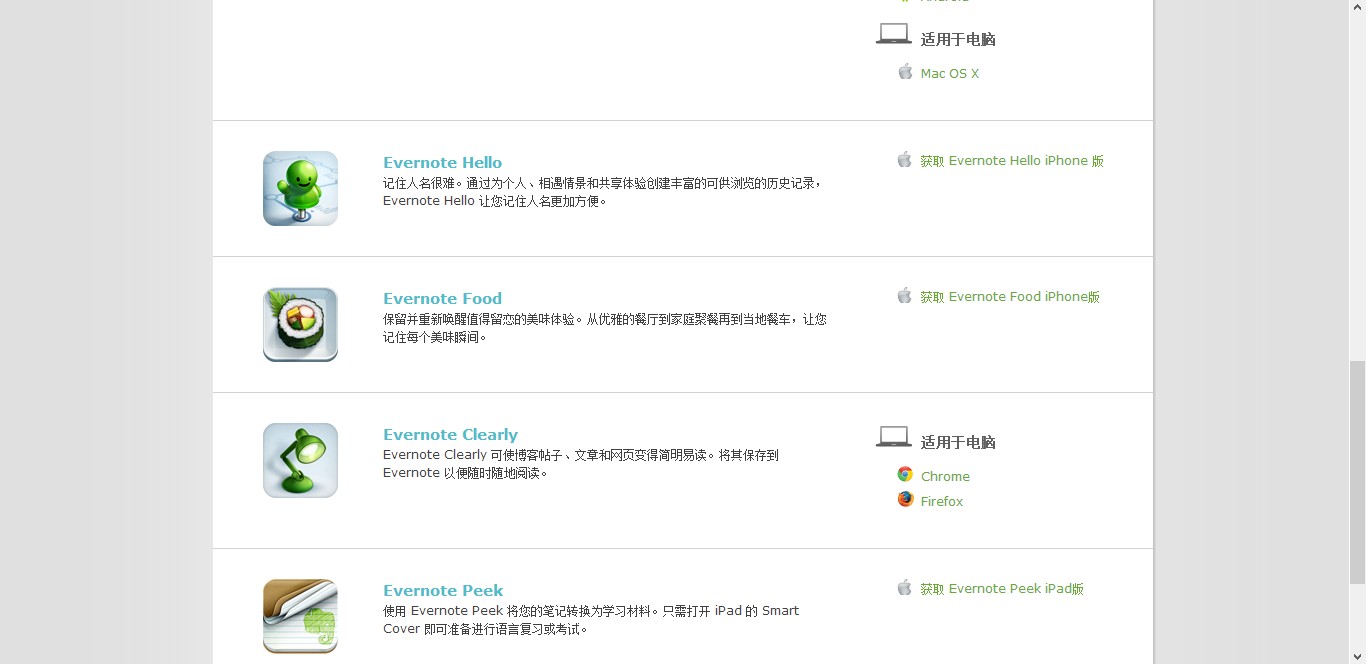 适用于电脑
Mac OS X
Evernote Hello
记住人名很难。通过为个人、相遇情景和共享体验创建丰富的可供浏览的历史记录，
Evernote Hello 让您记住人名更加方便。
获取 Evernote Hello iPhone 版
Evernote Food
保留并重新唤醒值得留恋的美味体验。从优雅的餐厅到家庭聚餐再到当地餐车，让您
记住每个美味瞬间。
获取 Evernote Food iPhone版
Evernote Clearly
Evernote Clearly 可使博客帖子、文章和网页变得简明易读。将其保存到
Evernote 以便随时随地阅读。
适用于电脑
Chrome
Firefox
Evernote Peek
使用 Evernote Peek 将您的笔记转换为学习材料。只需打开 iPad 的 Smart
Cover 即可准备进行语言复习或考试。
获取 Evernote Peek iPad版